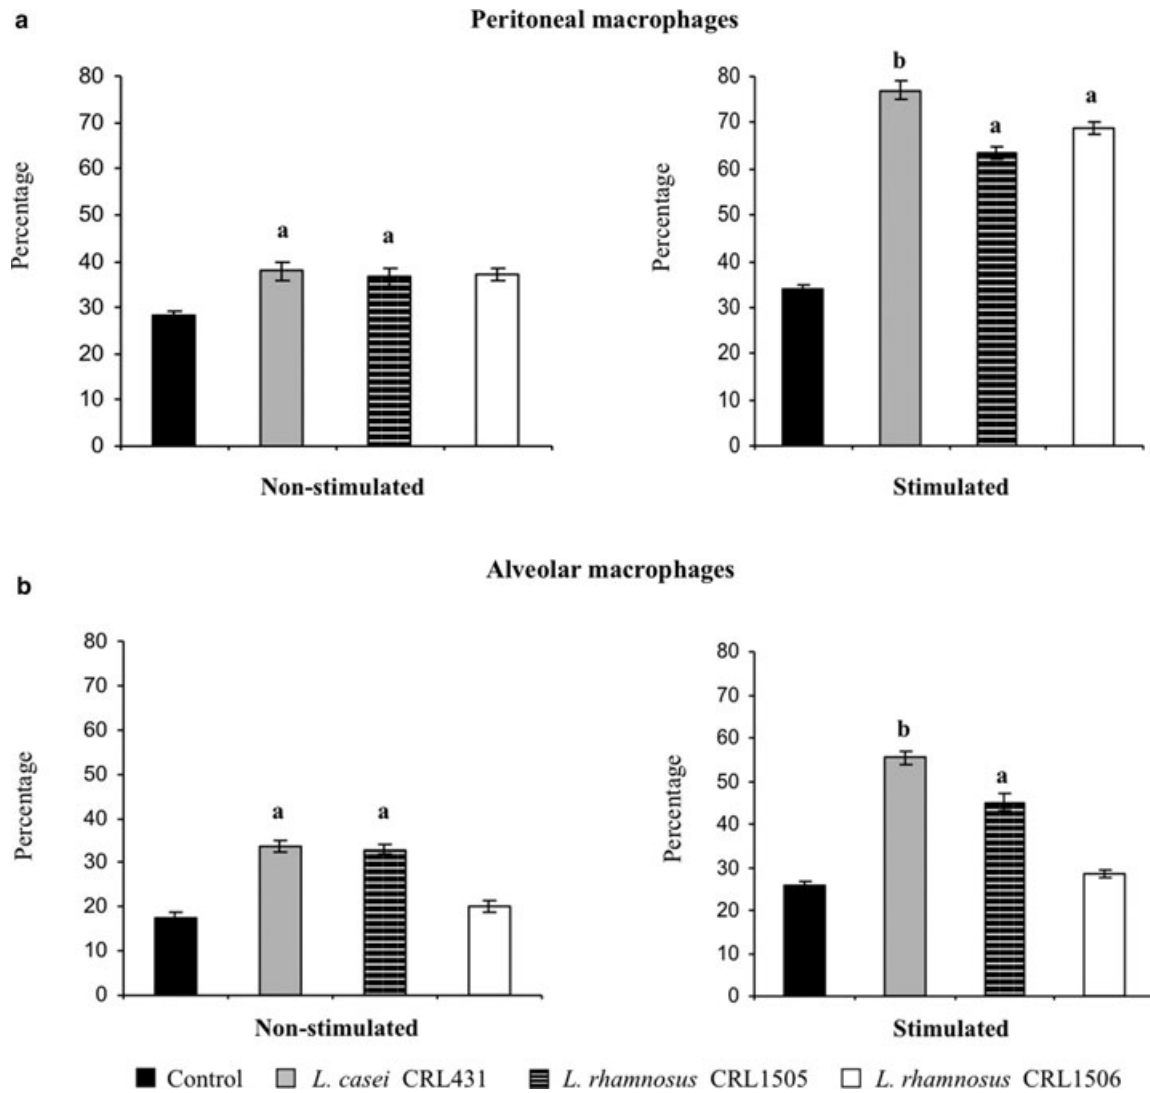 a
Peritoneal macrophages
Percentage
80
70
60
50
40
30
20
10
0
a
a
Non-stimulated
Percentage
80
70
60
50
40
30
20
10
0
b
a
a
Stimulated
b
Alveolar macrophages
Percentage
80
70
60
50
40
30
20
10
0
a
a
Non-stimulated
Percentage
80
70
60
50
40
30
20
10
0
b
a
Stimulated
Control L. casei CRL431 L. rhamnosus CRL1505 L. rhamnosus CRL1506